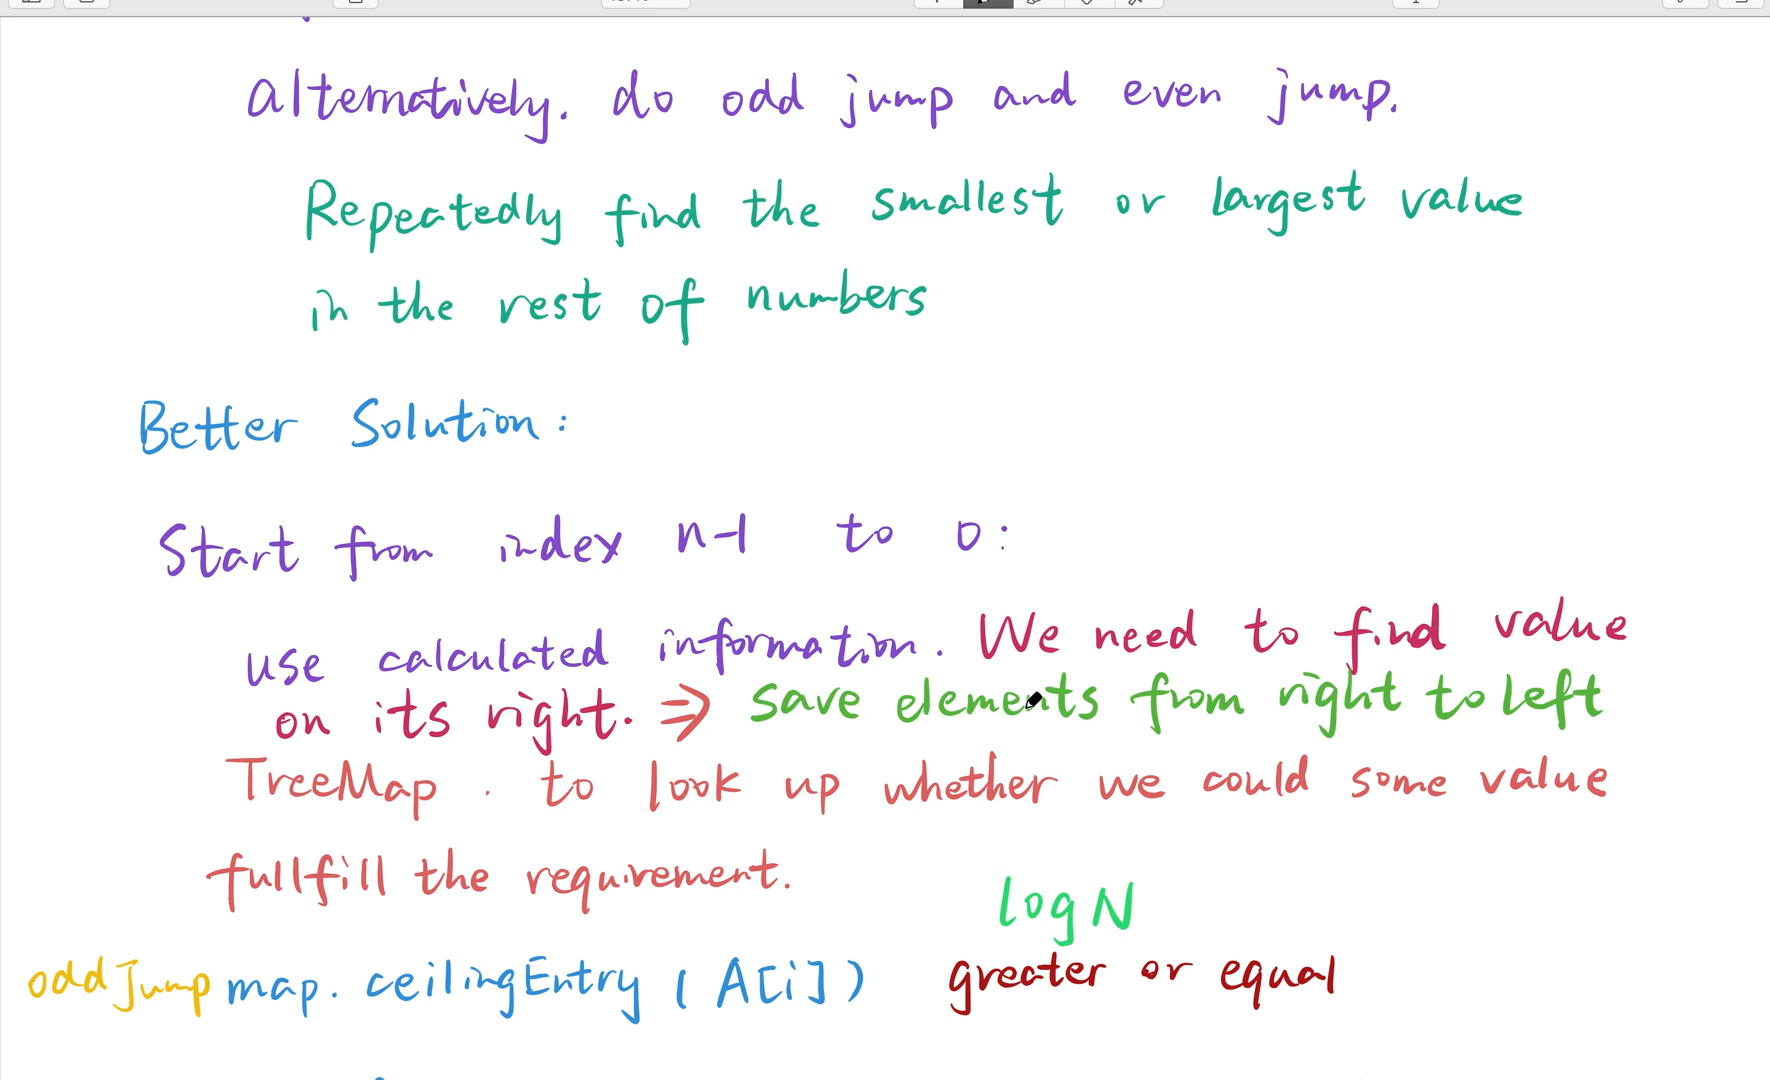 alternatively. do odd jump and even jump.
Repeatedly find the smallest or largest value
in the rest of numbers
Better Solution:
Start from index n-1 to 0:
use calculated information. We need to find value
on its right. ⇒ save elements from right to left
TreeMap . to look up whether we could some value
fullfill the requirement.
log N
odd Jump map. ceilingEntry ( A[i] ) greater or equal